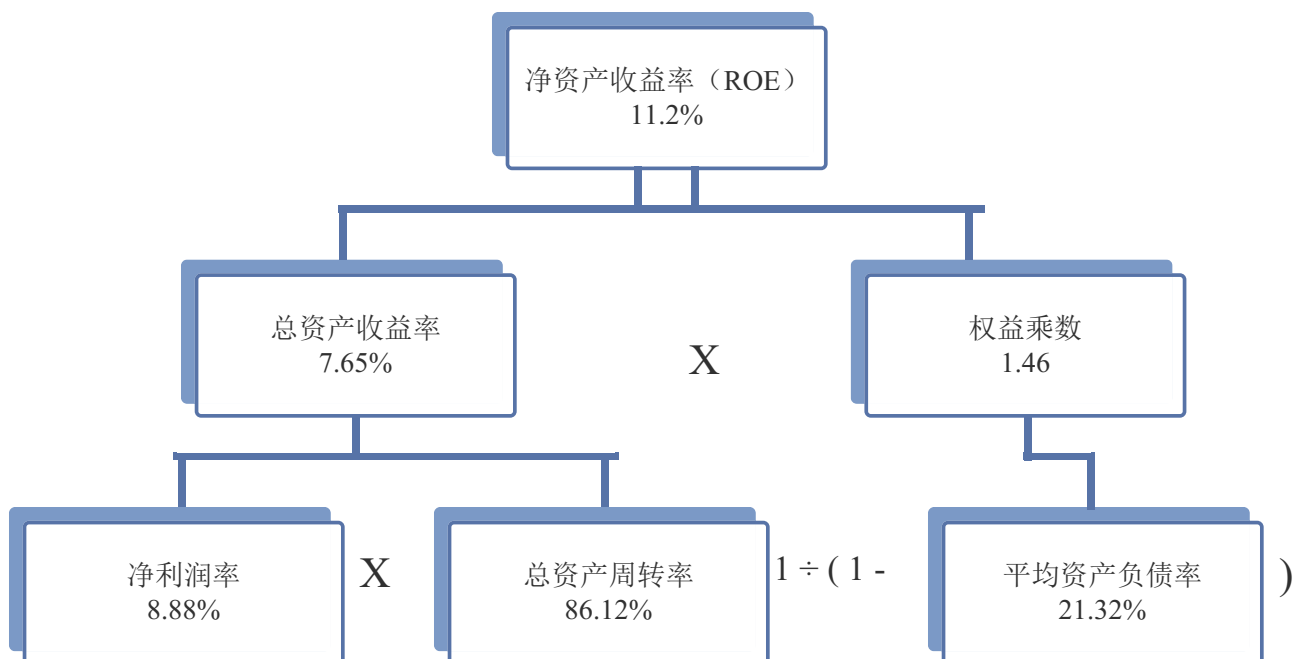 净资产收益率（ROE）
11.2%
总资产收益率
7.65%
X
权益乘数
1.46
净利润率
8.88%
X
总资产周转率
86.12%
1 ÷ ( 1 -
平均资产负债率
21.32%
)